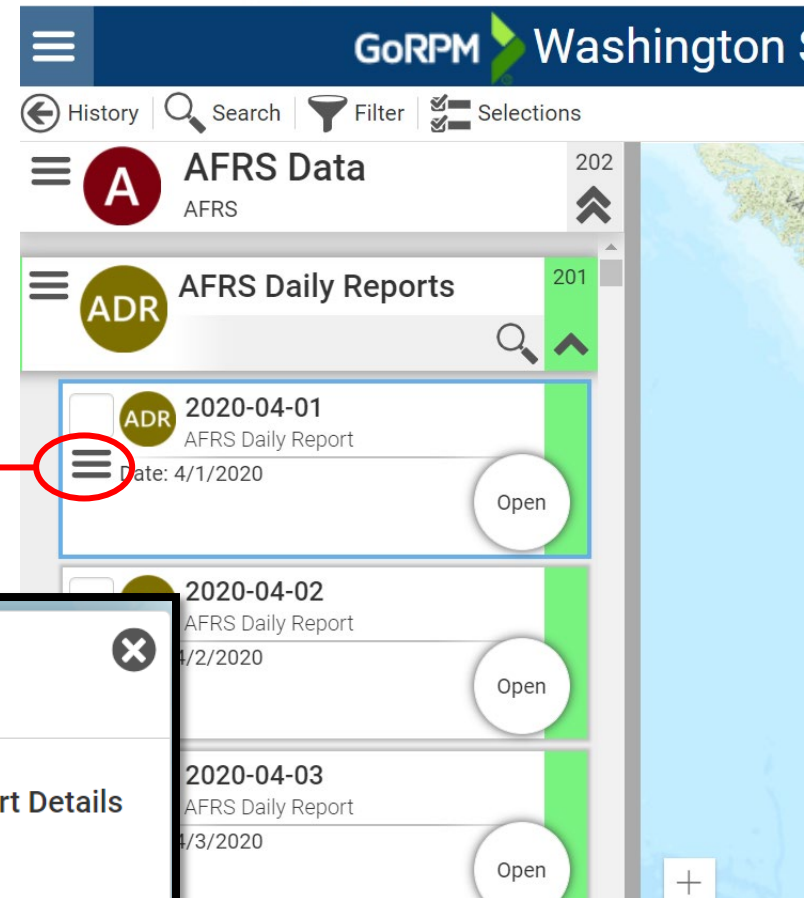 GoRPM Washington S
History Search Filter Selections
A AFRS Data 202
AFRS
ADR AFRS Daily Reports 201
ADR 2020-04-01
AFRS Daily Report
Date: 4/1/2020
Open
2020-04-02
AFRS Daily Report
4/2/2020
Open
2020-04-03
rt Details
AFRS Daily Report
4/3/2020
Open
+